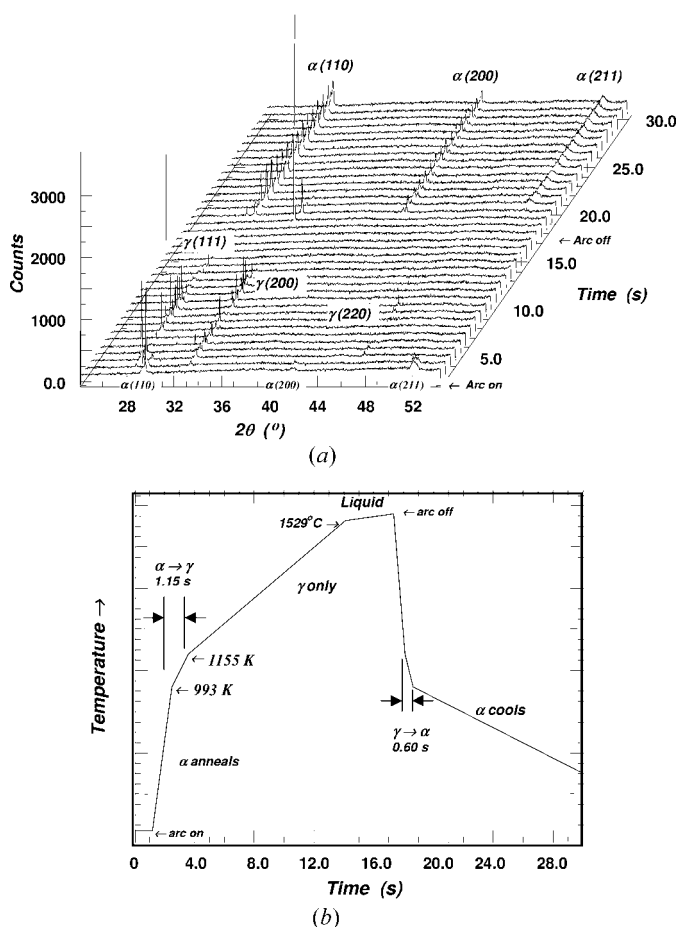 α(110)
α(200)
α(211)
30.0
25.0
20.0
← Arc off
15.0
Time (s)
10.0
5.0
← Arc on
3000
2000
1000
0.0
Counts
γ(111)
γ(200)
γ(220)
α(110)
α(200)
α(211)
28 32 36 40 44 48 52
2θ (°)
(a)
Liquid
1529°C →
← arc off
α → γ
1.15 s
γ only
← 1155 K
← 993 K
α anneals
← arc on
γ → α
0.60 s
α cools
Temperature →
0 4.0 8.0 12.0 16.0 20.0 24.0 28.0
Time (s)
(b)